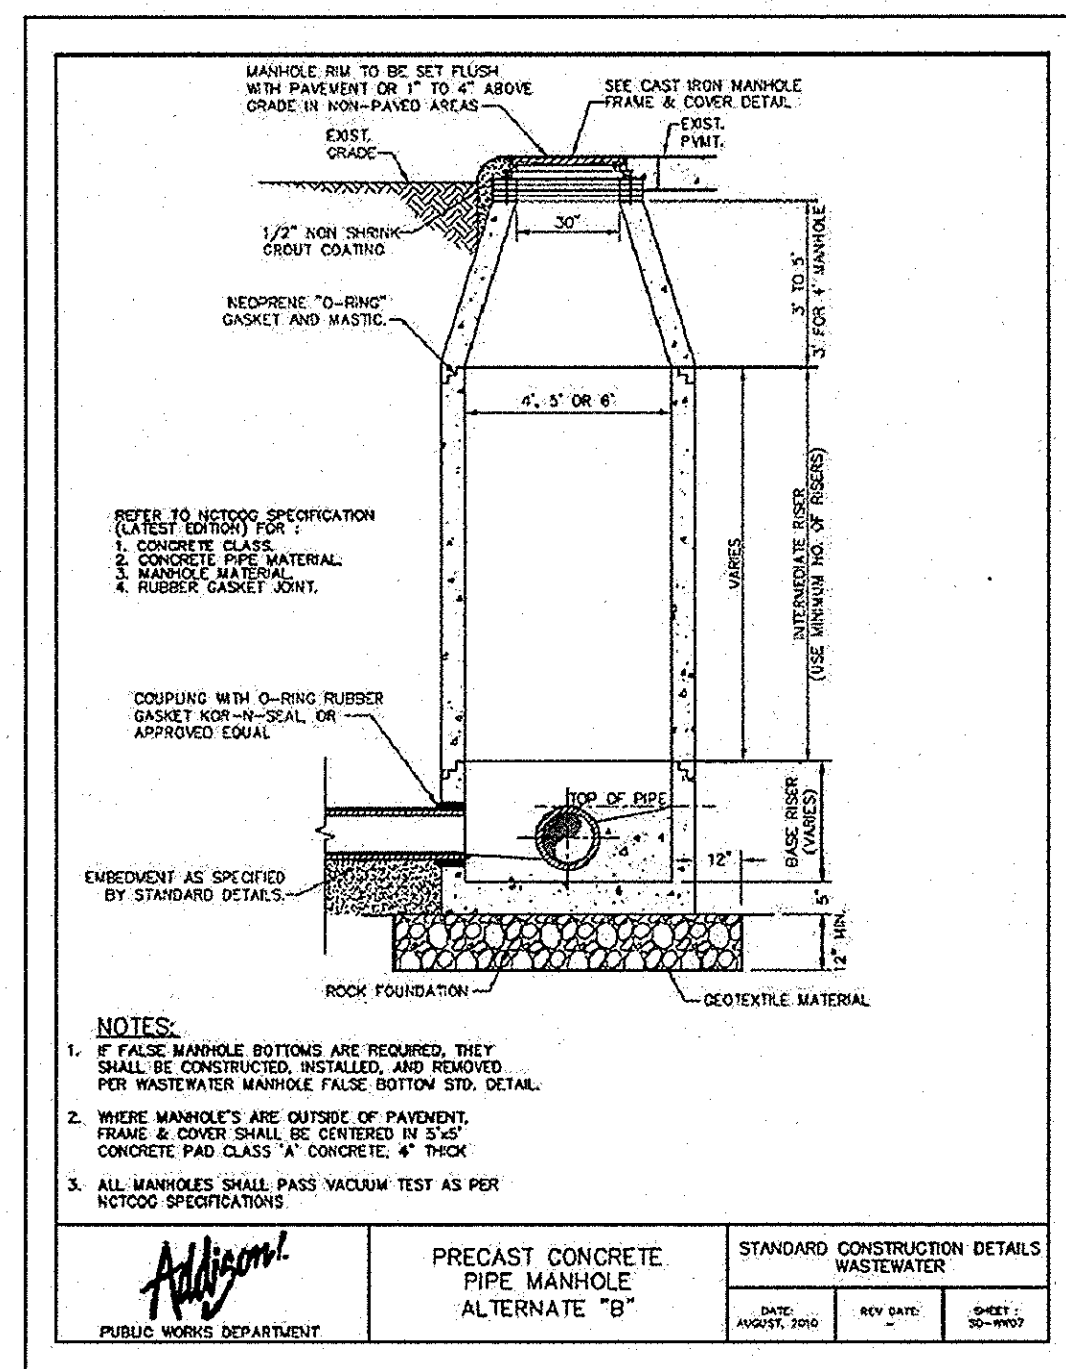 MANHOLE RIM TO BE SET FLUSH
WITH PAVEMENT OR 1" TO 4" ABOVE
GRADE IN NON-PAVED AREAS
SEE CAST IRON MANHOLE
FRAME & COVER DETAIL
EXIST.
PVMT.
EXIST.
GRADE
1/2" NON SHRINK
GROUT COATING
30"
3' TO 5'
3' FOR 4' MANHOLE
NEOPRENE "O-RING"
GASKET AND MASTIC.
4', 5' OR 6'
REFER TO NCTCOG SPECIFICATION
(LATEST EDITION) FOR :
1. CONCRETE CLASS.
2. CONCRETE PIPE MATERIAL.
3. MANHOLE MATERIAL.
4. RUBBER GASKET JOINT.
VARIES
INTERMEDIATE RISER
(USE MINIMUM NO. OF RISERS)
COUPLING WITH O-RING RUBBER
GASKET KOR-N-SEAL OR
APPROVED EQUAL
TOP OF PIPE
BASE RISER
(VARIES)
12"
EMBEDMENT AS SPECIFIED
BY STANDARD DETAILS.
5"
12" MIN.
ROCK FOUNDATION
GEOTEXTILE MATERIAL
NOTES:
1. IF FALSE MANHOLE BOTTOMS ARE REQUIRED, THEY
SHALL BE CONSTRUCTED, INSTALLED, AND REMOVED
PER WASTEWATER MANHOLE FALSE BOTTOM STD. DETAIL.
2. WHERE MANHOLE'S ARE OUTSIDE OF PAVEMENT,
FRAME & COVER SHALL BE CENTERED IN 5'x5'
CONCRETE PAD CLASS 'A' CONCRETE, 4" THICK
3. ALL MANHOLES SHALL PASS VACUUM TEST AS PER
NCTCOG SPECIFICATIONS
Addison!
PUBLIC WORKS DEPARTMENT
PRECAST CONCRETE
PIPE MANHOLE
ALTERNATE "B"
STANDARD CONSTRUCTION DETAILS
WASTEWATER
DATE:
AUGUST, 2010
REV DATE:
-
SHEET :
SD-WW07